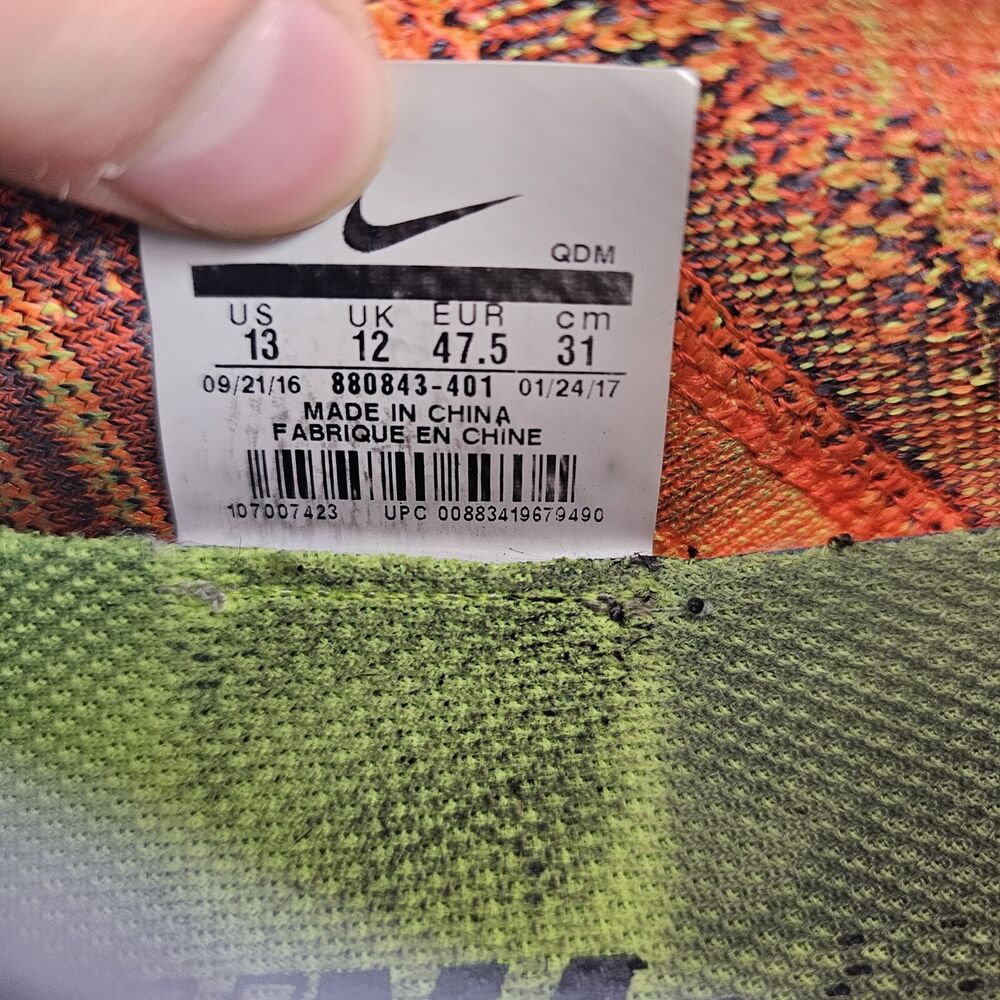 QDM
US UK EUR cm
13 12 47.5 31
09/21/16 880843-401 01/24/17
MADE IN CHINA
FABRIQUE EN CHINE
107007423 UPC 00883419679490